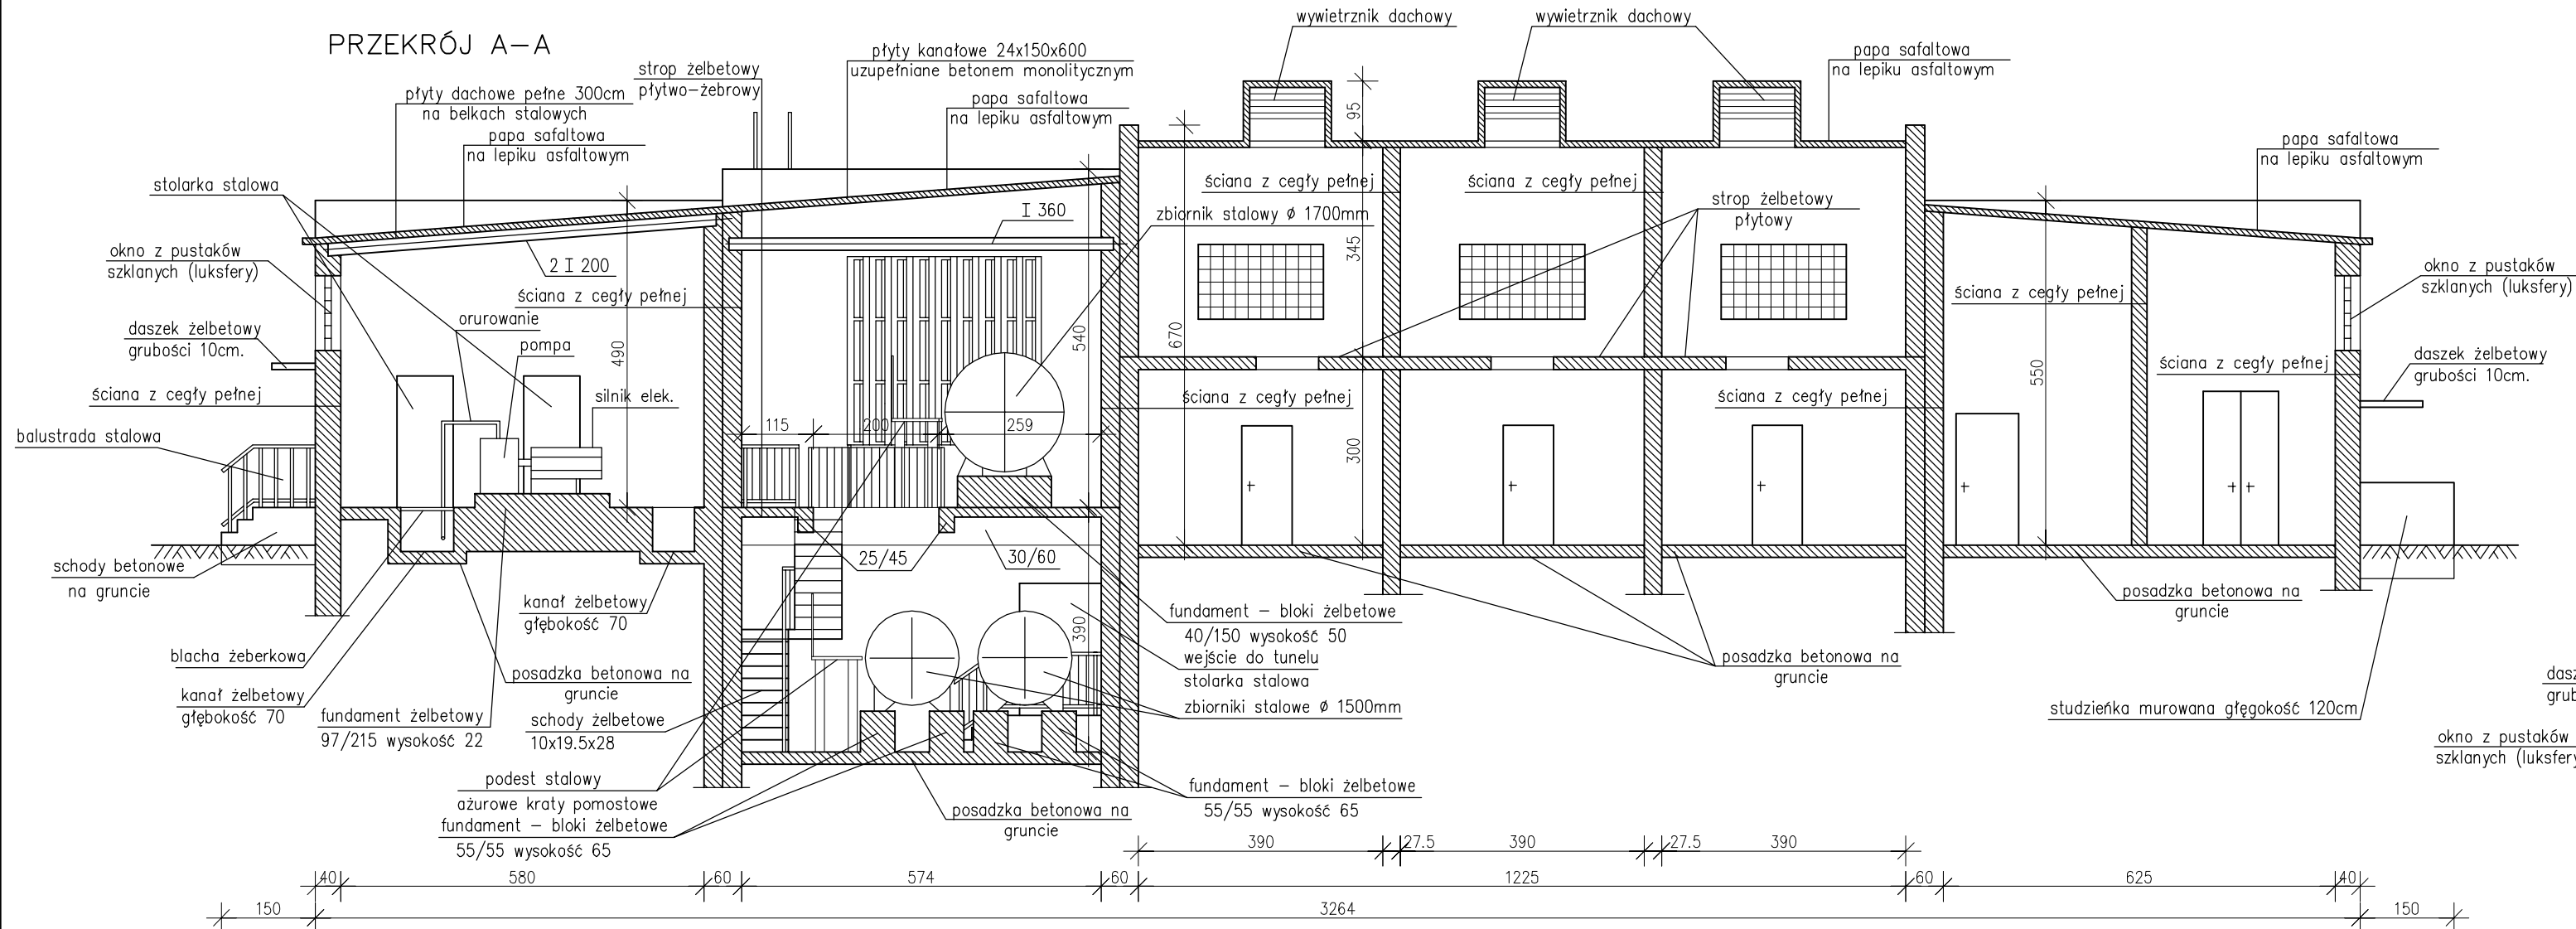 PRZEKRÓJ A-A
wywietrznik dachowy
wywietrznik dachowy
płyty kanałowe 24x150x600
uzupełniane betonem monolitycznym
papa safaltowa
na lepiku asfaltowym
strop żelbetowy
płytwo-żebrowy
płyty dachowe pełne 300cm
na belkach stalowych
papa safaltowa
na lepiku asfaltowym
papa safaltowa
na lepiku asfaltowym
papa safaltowa
na lepiku asfaltowym
95
stolarka stalowa
ściana z cegły pełnej
ściana z cegły pełnej
I 360
zbiornik stalowy ø 1700mm
strop żelbetowy
płytowy
okno z pustaków
szklanych (luksfery)
2 I 200
345
okno z pustaków
szklanych (luksfery)
ściana z cegły pełnej
ściana z cegły pełnej
orurowanie
daszek żelbetowy
grubości 10cm.
pompa
490
540
670
550
daszek żelbetowy
grubości 10cm.
ściana z cegły pełnej
ściana z cegły pełnej
silnik elek.
ściana z cegły pełnej
ściana z cegły pełnej
balustrada stalowa
115
200
259
300
schody betonowe
na gruncie
25/45
30/60
kanał żelbetowy
głębokość 70
390
fundament - bloki żelbetowe
40/150 wysokość 50
wejście do tunelu
stolarka stalowa
zbiorniki stalowe ø 1500mm
posadzka betonowa na
gruncie
posadzka betonowa na
gruncie
blacha żeberkowa
posadzka betonowa na
gruncie
kanał żelbetowy
głębokość 70
fundament żelbetowy
97/215 wysokość 22
schody żelbetowe
10x19.5x28
studzieńka murowana głęgokość 120cm
dasz
grub
okno z pustaków
szklanych (luksfery)
podest stalowy
ażurowe kraty pomostowe
fundament - bloki żelbetowe
55/55 wysokość 65
posadzka betonowa na
gruncie
fundament - bloki żelbetowe
55/55 wysokość 65
390
27.5
390
27.5
390
40
580
60
574
60
1225
60
625
40
150
3264
150